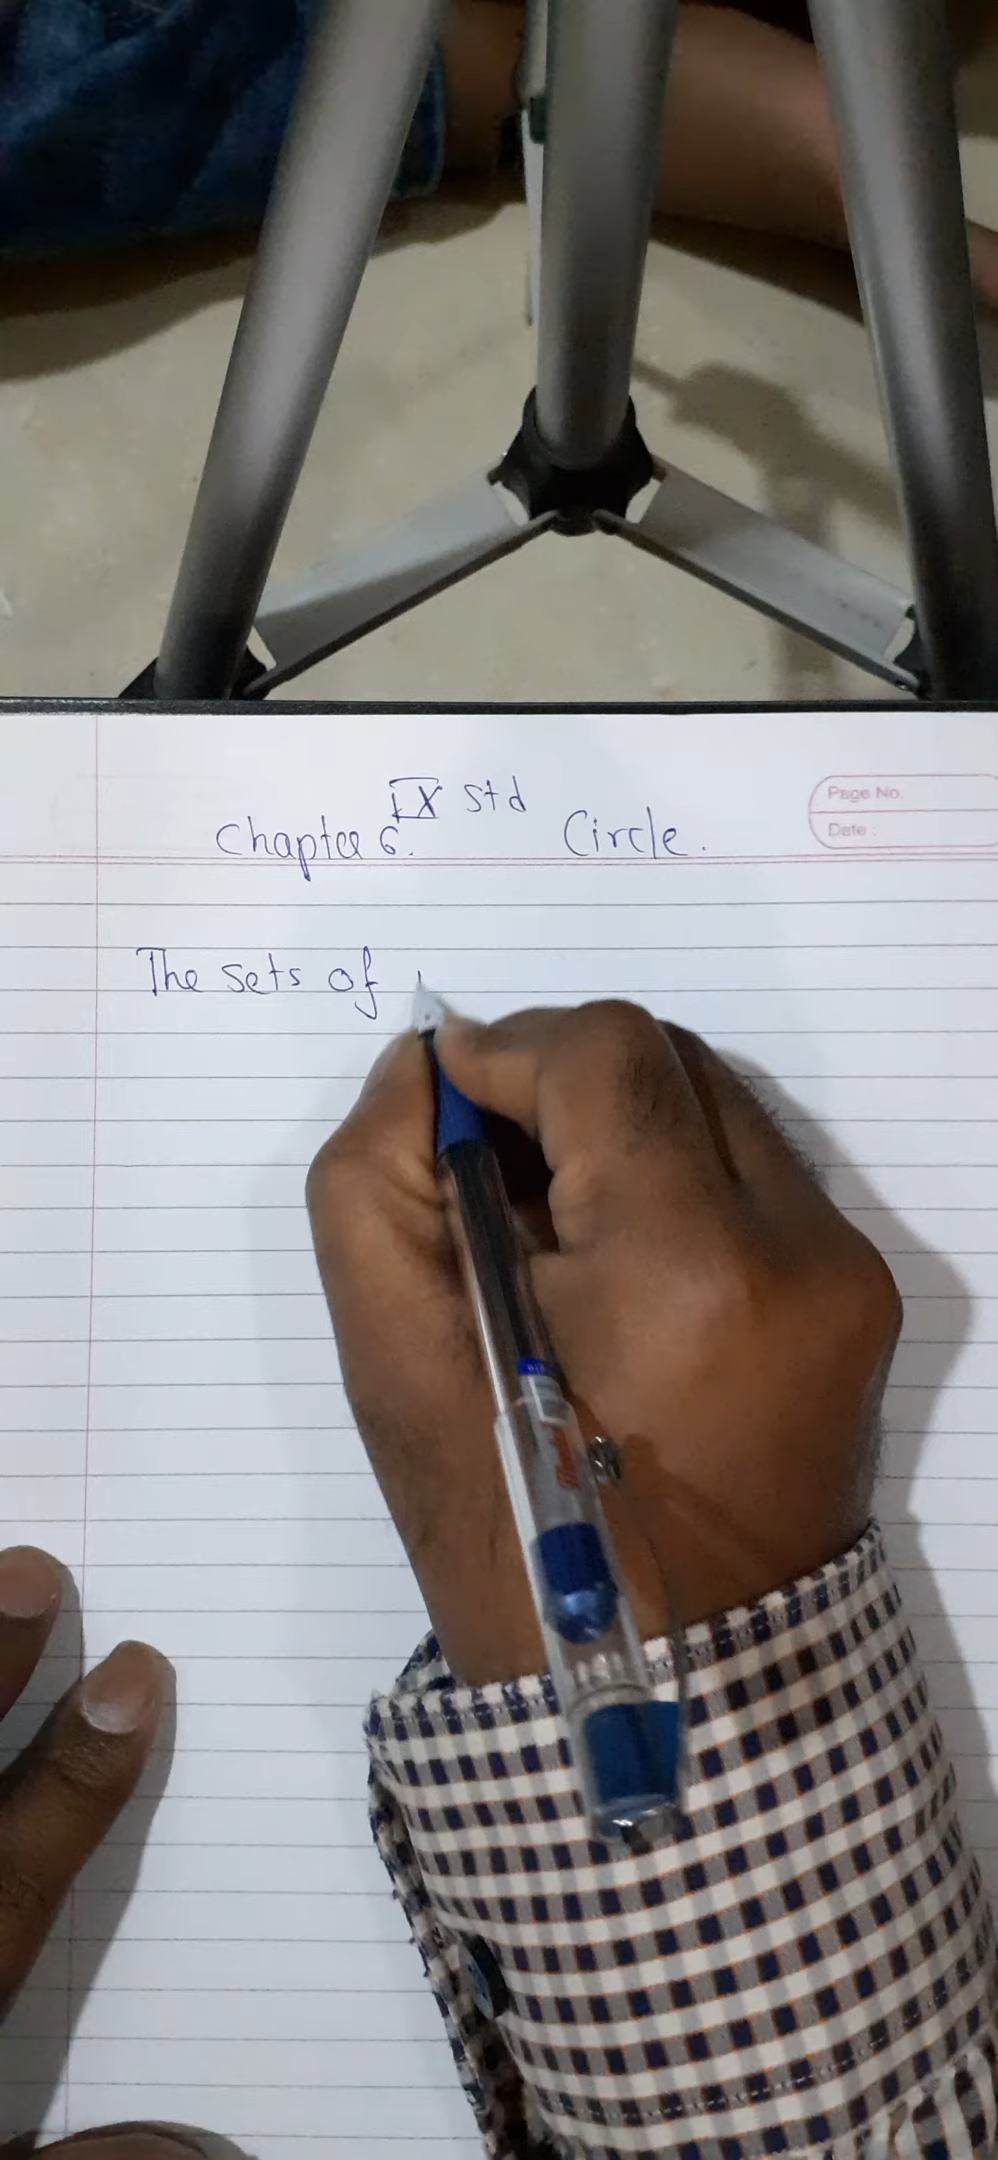 IX Std
Chapter 6. Circle.
Page No.
Date :
The sets of